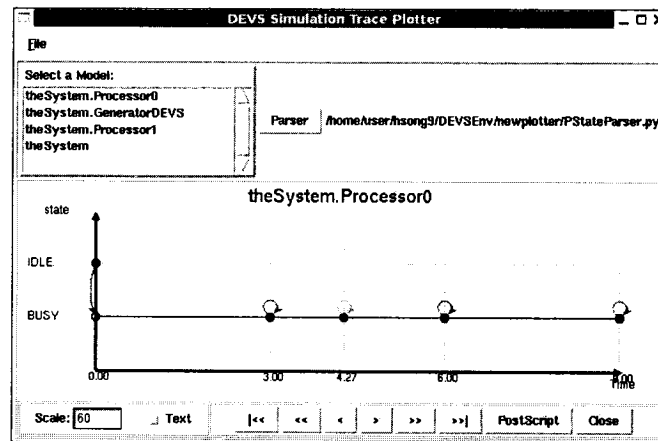 DEVS Simulation Trace Plotter
File
Select a Model:
theSystem.Processor0
theSystem.GeneratorDEVS
theSystem.Processor1
theSystem
Parser /home/user/hsong9/DEVSEnv/newplotter/PStateParser.py
theSystem.Processor0
state
IDLE
BUSY
0.00 3.00 4.27 6.00
Time
Scale: 60 Text |<< << < > >> >>| PostScript Close